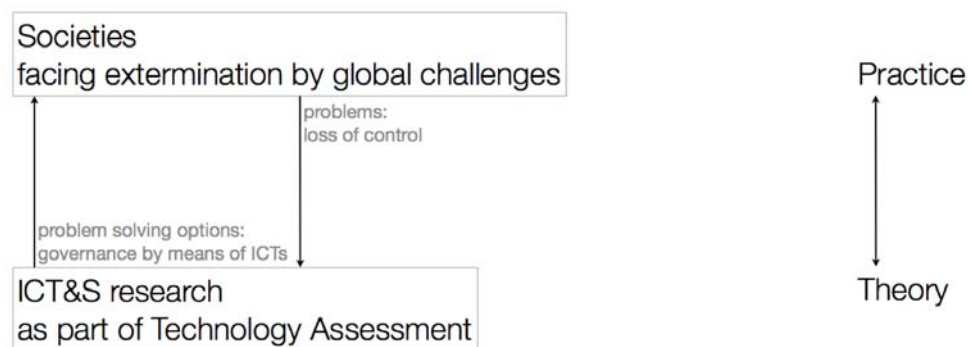 Societies
facing extermination by global challenges
Practice
problems:
loss of control
problem solving options:
governance by means of ICTs
ICT&S research
as part of Technology Assessment
Theory